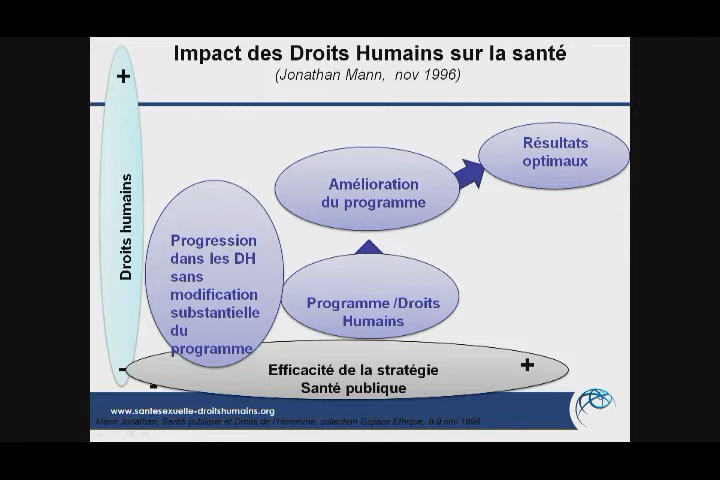 Impact des Droits Humains sur la santé
(Jonathan Mann, nov 1996)
+
Droits humains
-
Résultats
optimaux
Amélioration
du programme
Progression
dans les DH
sans
modification
substantielle
du
programme
Programme /Droits
Humains
Efficacité de la stratégie
Santé publique
+
-
www.santesexuelle-droitshumains.org
Mann Jonathan, Santé publique et Droits de l'Hommme, collection Espace Ethique, 8-9 nov 1996